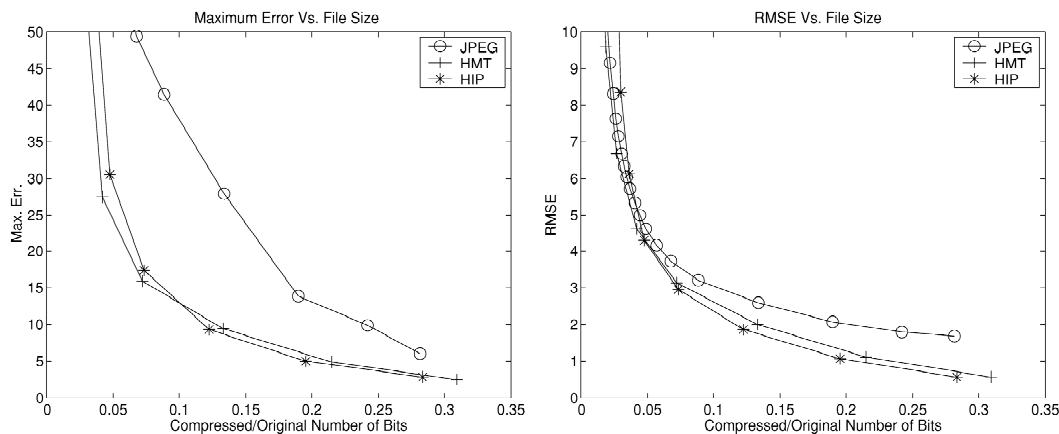 Maximum Error Vs. File Size
50
45
40
35
30
25
20
15
10
5
0
Max. Err.
JPEG
HMT
HIP
0 0.05 0.1 0.15 0.2 0.25 0.3 0.35
Compressed/Original Number of Bits
RMSE Vs. File Size
10
9
8
7
6
5
4
3
2
1
0
RMSE
JPEG
HMT
HIP
0 0.05 0.1 0.15 0.2 0.25 0.3 0.35
Compressed/Original Number of Bits